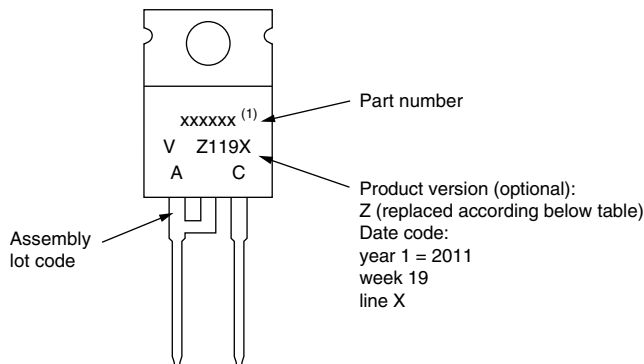 xxxxxx (1)
V Z119X
A C
Part number
Product version (optional):
Z (replaced according below table)
Date code:
year 1 = 2011
week 19
line X
Assembly
lot code